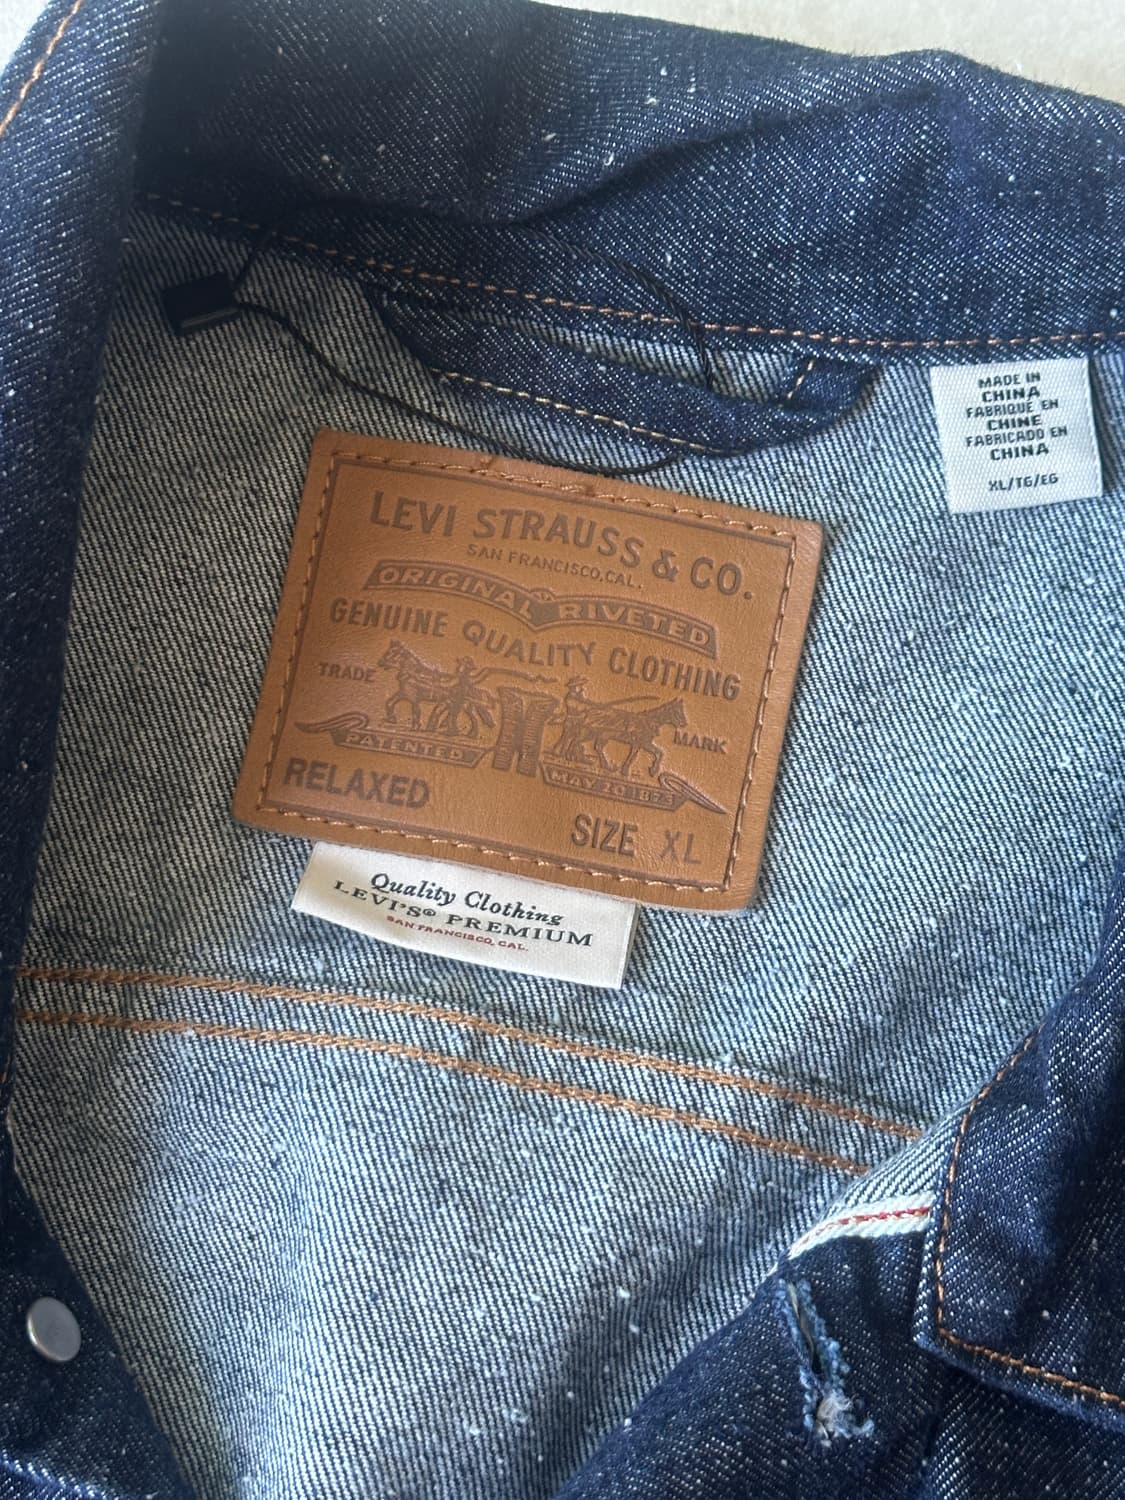 MADE IN
CHINA
FABRIQUÉ EN
CHINE
FABRICADO EN
CHINA
XL/TG/EG
LEVI STRAUSS & CO.
SAN FRANCISCO, CAL.
ORIGINAL RIVETED
GENUINE QUALITY CLOTHING
TRADE MARK
PATENTED MAY 20 1873
RELAXED
SIZE XL
Quality Clothing
LEVI'S® PREMIUM
SAN FRANCISCO, CAL.